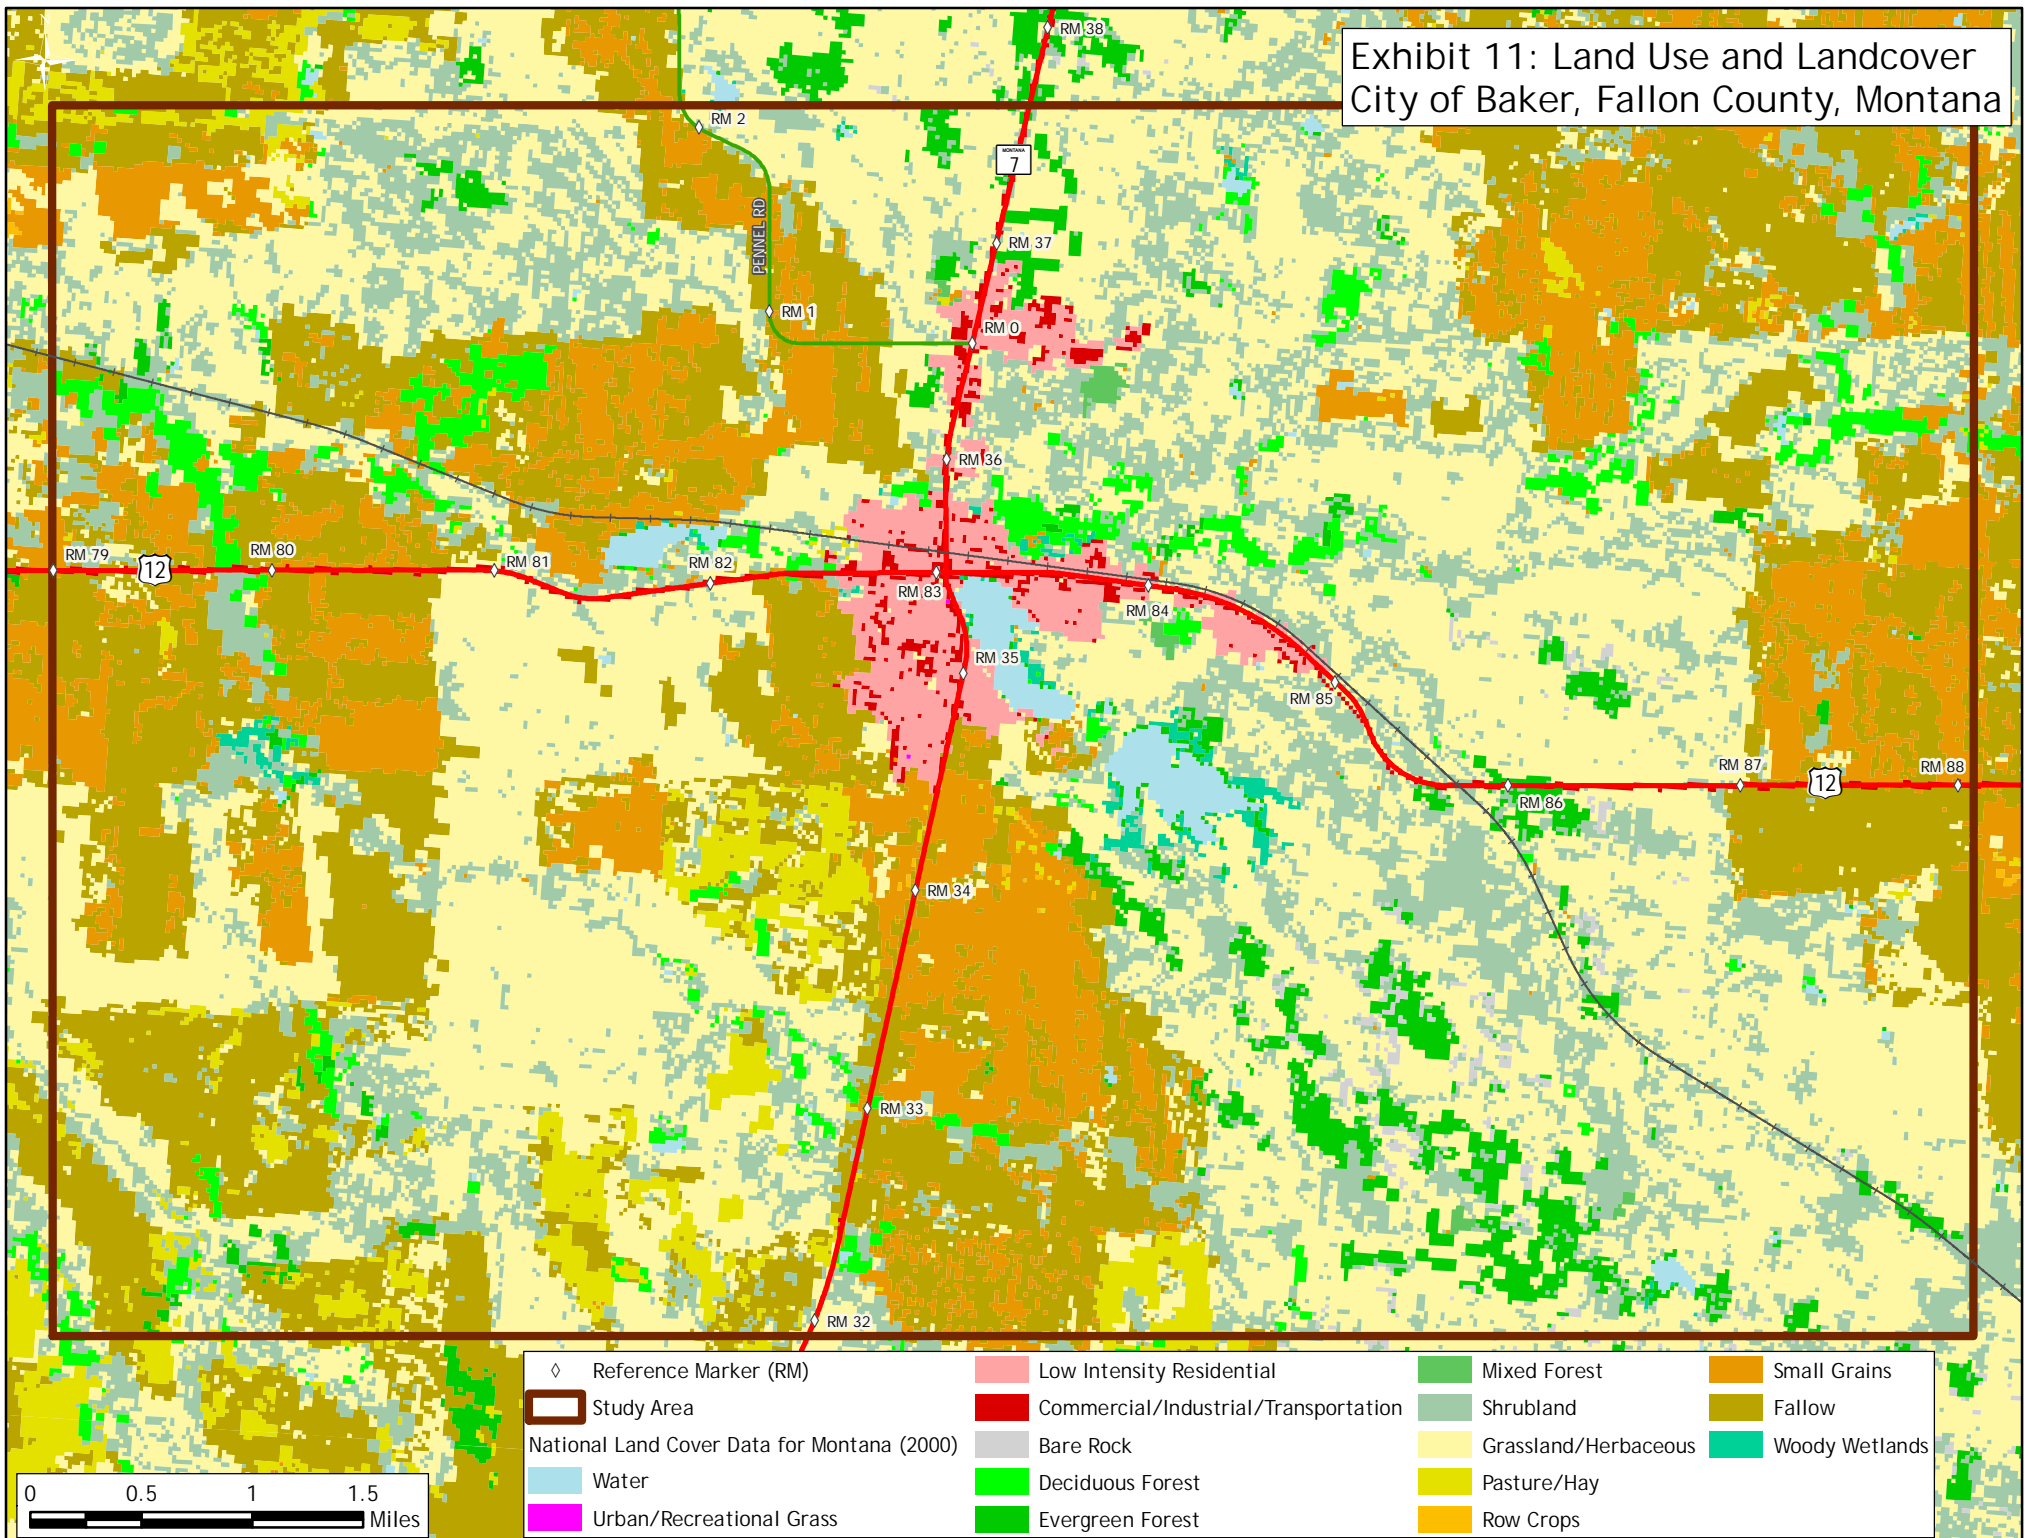 Exhibit 11: Land Use and Landcover
City of Baker, Fallon County, Montana
RM 38
RM 2
MONTANA
7
PENNEL RD
RM 37
RM 1
RM 0
RM 36
RM 79
12
RM 80
RM 81
RM 82
RM 83
RM 84
RM 35
RM 85
RM 86
RM 87
12
RM 88
RM 34
RM 33
RM 32
Reference Marker (RM)
Study Area
National Land Cover Data for Montana (2000)
Water
Urban/Recreational Grass
Low Intensity Residential
Commercial/Industrial/Transportation
Bare Rock
Deciduous Forest
Evergreen Forest
Mixed Forest
Shrubland
Grassland/Herbaceous
Pasture/Hay
Row Crops
Small Grains
Fallow
Woody Wetlands
0 0.5 1 1.5
Miles